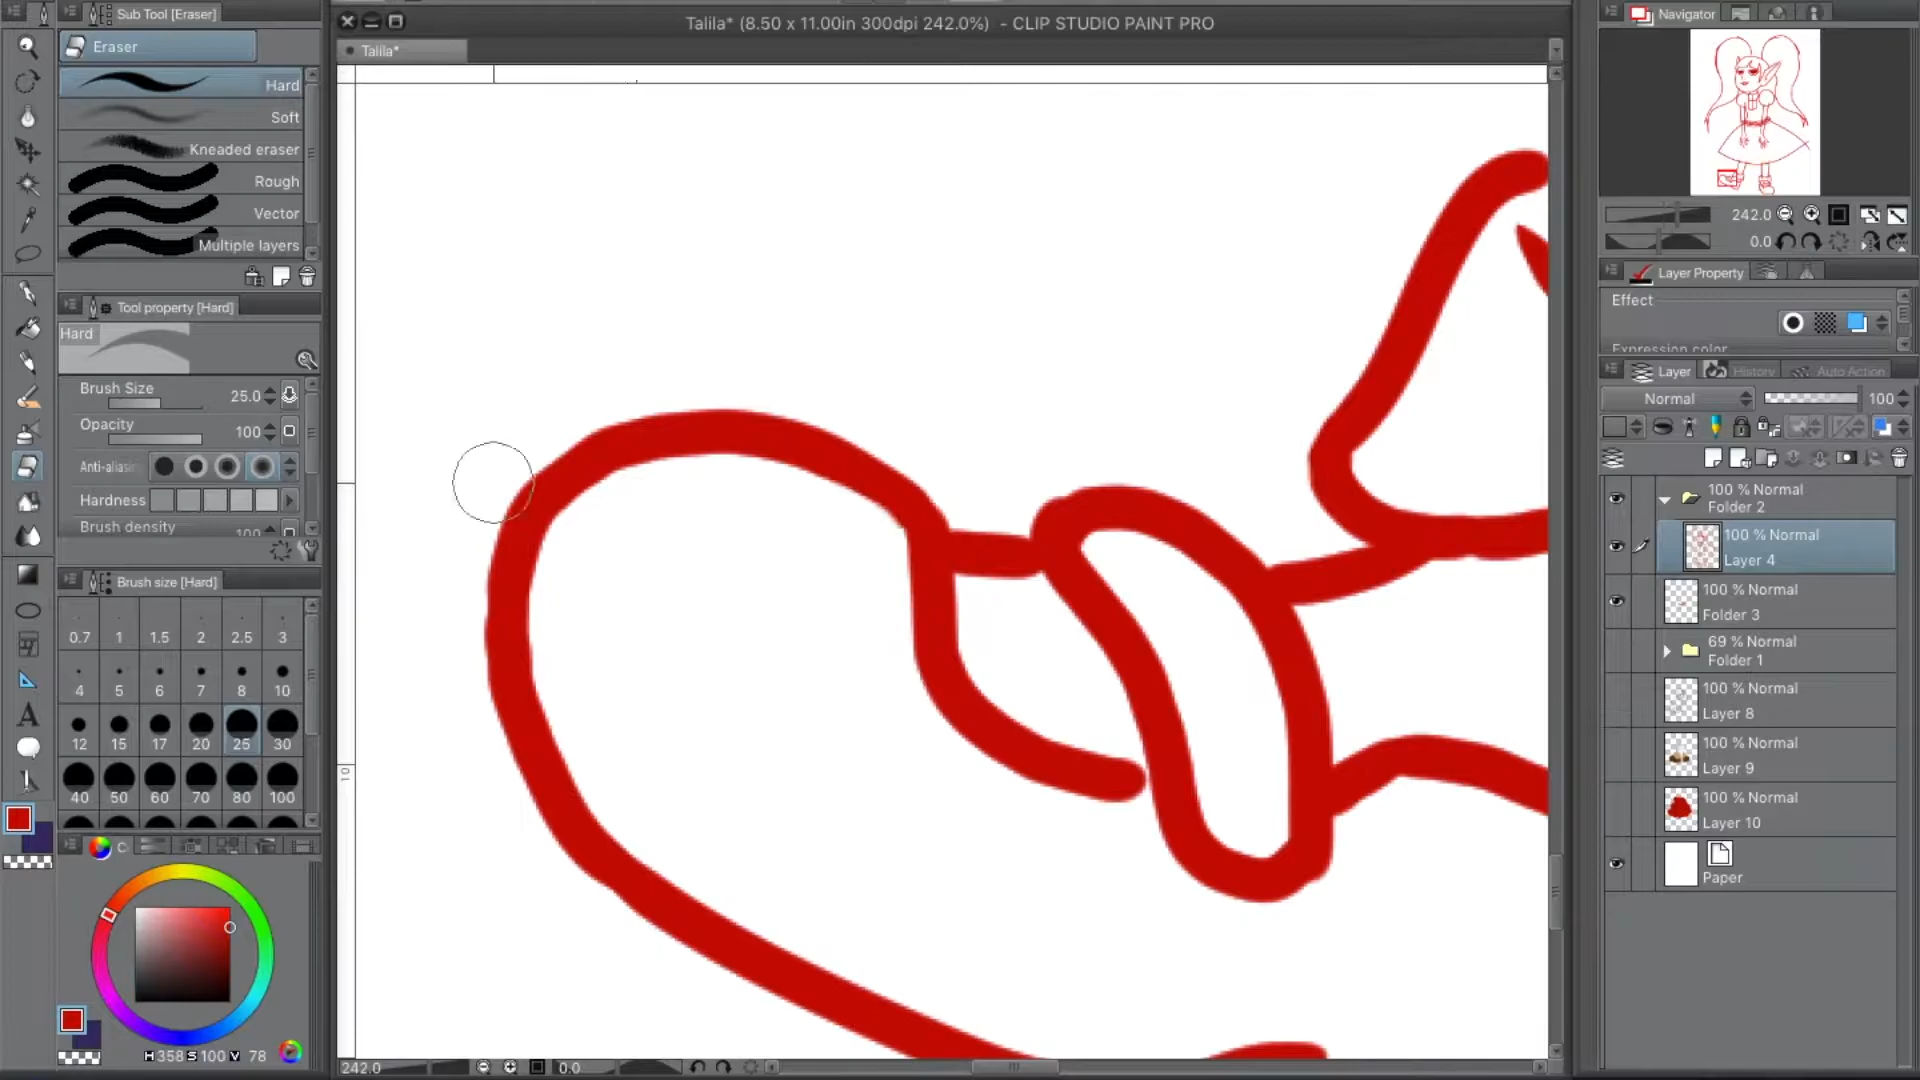 Sub Tool [Eraser]
Eraser
Hard
Soft
Kneaded eraser
Rough
Vector
Multiple layers
Tool property [Hard]
Hard
Brush Size 25.0
Opacity 100
Anti-aliasin
Hardness
Brush density 100
Brush size [Hard]
0.7 1 1.5 2 2.5 3
4 5 6 7 8 10
12 15 17 20 25 30
40 50 60 70 80 100
C
H 358 S 100 V 78
Talila* (8.50 x 11.00in 300dpi 242.0%) - CLIP STUDIO PAINT PRO
Talila*
10
242.0 0.0
Navigator
242.0
0.0
Layer Property
Effect
Expression color
Layer History Auto Action
Normal 100
100 % Normal
Folder 2
100 % Normal
Layer 4
100 % Normal
Folder 3
69 % Normal
Folder 1
100 % Normal
Layer 8
100 % Normal
Layer 9
100 % Normal
Layer 10
Paper